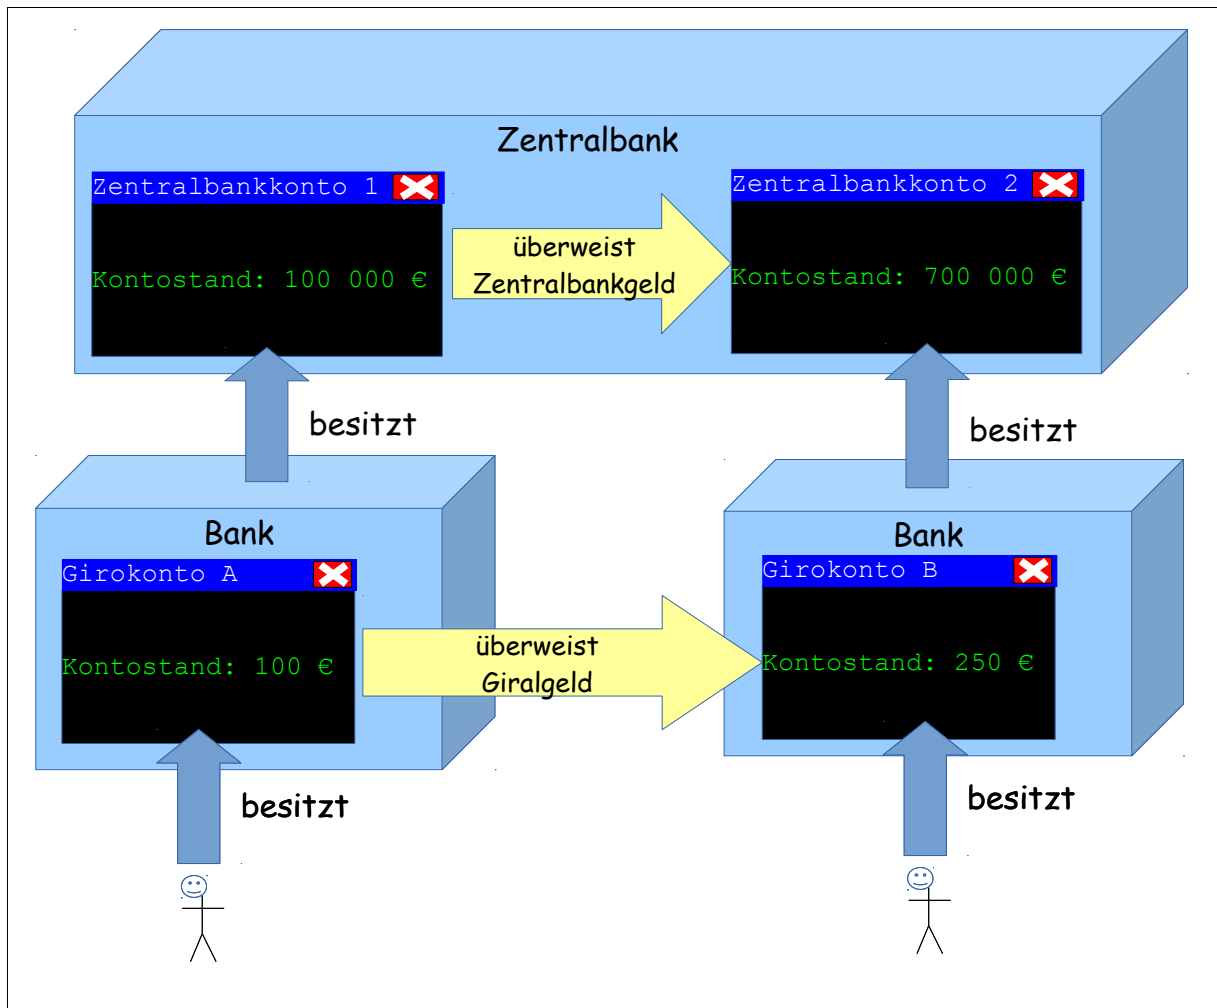 Zentralbank
Zentralbankkonto 1
Kontostand: 100 000 €
überweist
Zentralbankgeld
Zentralbankkonto 2
Kontostand: 700 000 €
besitzt
besitzt
Bank
Girokonto A
Kontostand: 100 €
überweist
Giralgeld
Bank
Girokonto B
Kontostand: 250 €
besitzt
besitzt